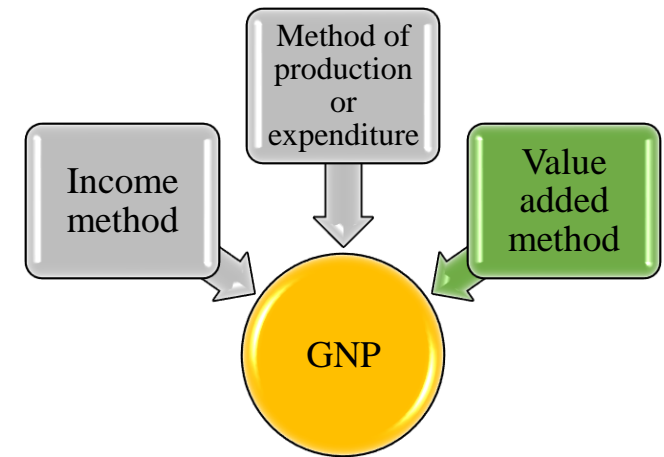 Method of
production
or
expenditure
Income
method
Value
added
method
GNP